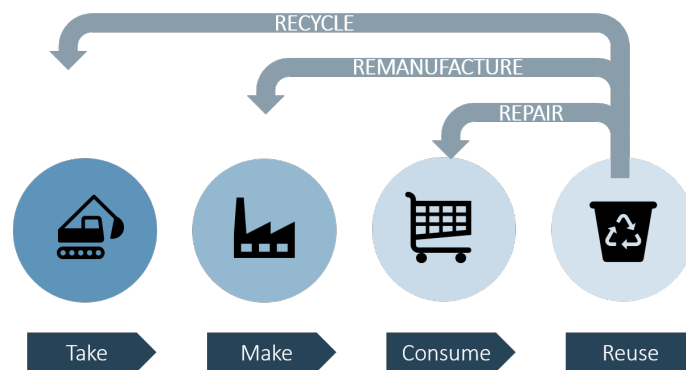 RECYCLE
REMANUFACTURE
REPAIR
Take
Make
Consume
Reuse